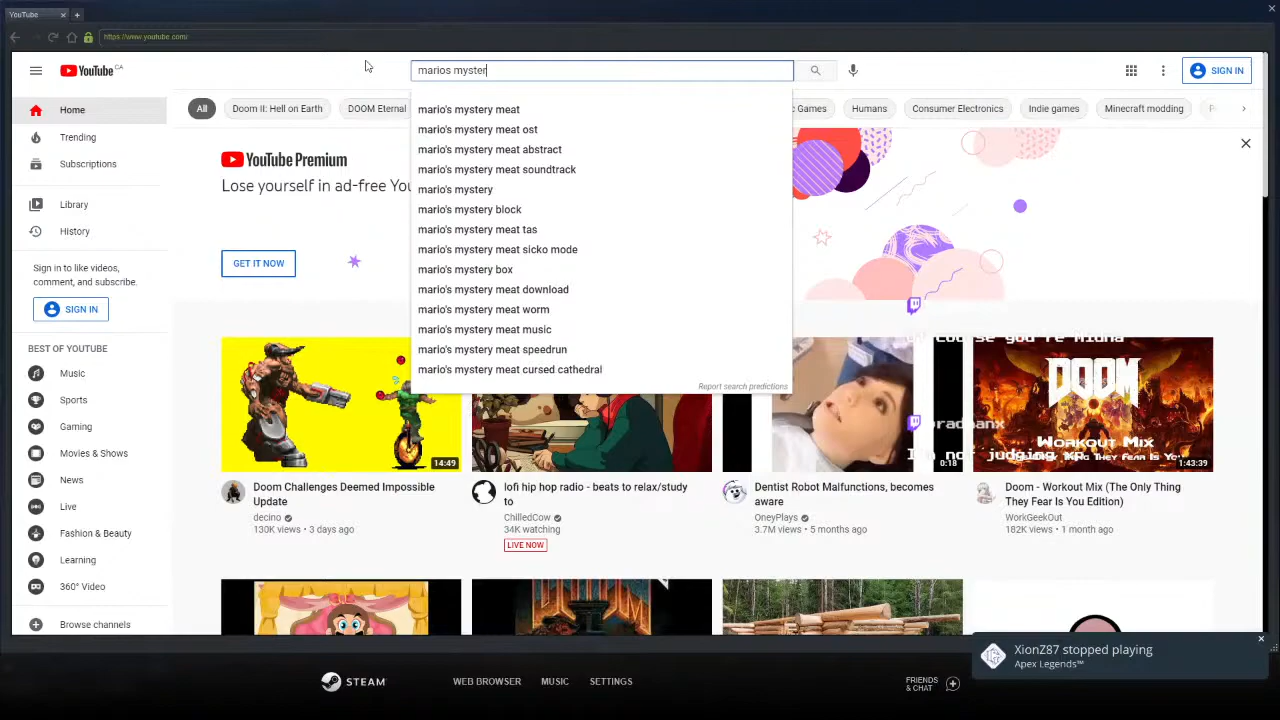 YouTube
https://www.youtube.com/
YouTube CA
marios myster
SIGN IN
Home
Trending
Subscriptions
Library
History
Sign in to like videos,
comment, and subscribe.
SIGN IN
BEST OF YOUTUBE
Music
Sports
Gaming
Movies & Shows
News
Live
Fashion & Beauty
Learning
360° Video
Browse channels
All
Doom II: Hell on Earth
DOOM Eternal
Games
Humans
Consumer Electronics
Indie games
Minecraft modding
mario's mystery meat
mario's mystery meat ost
mario's mystery meat abstract
mario's mystery meat soundtrack
mario's mystery
mario's mystery block
mario's mystery meat tas
mario's mystery meat sicko mode
mario's mystery box
mario's mystery meat download
mario's mystery meat worm
mario's mystery meat music
mario's mystery meat speedrun
mario's mystery meat cursed cathedral
Report search predictions
YouTube Premium
Lose yourself in ad-free
GET IT NOW
you're Midna
I'm not judging
DOOM
WORKOUT MIX
14:49
0:18
1:43:39
Doom Challenges Deemed Impossible
Update
decino
130K views • 3 days ago
lofi hip hop radio - beats to relax/study
to
ChilledCow
34K watching
LIVE NOW
Dentist Robot Malfunctions, becomes
aware
OneyPlays
3.7M views • 5 months ago
Doom - Workout Mix (The Only Thing
They Fear Is You Edition)
WorkGeekOut
182K views • 1 month ago
XionZ87 stopped playing
Apex Legends™
STEAM
WEB BROWSER
MUSIC
SETTINGS
FRIENDS
& CHAT